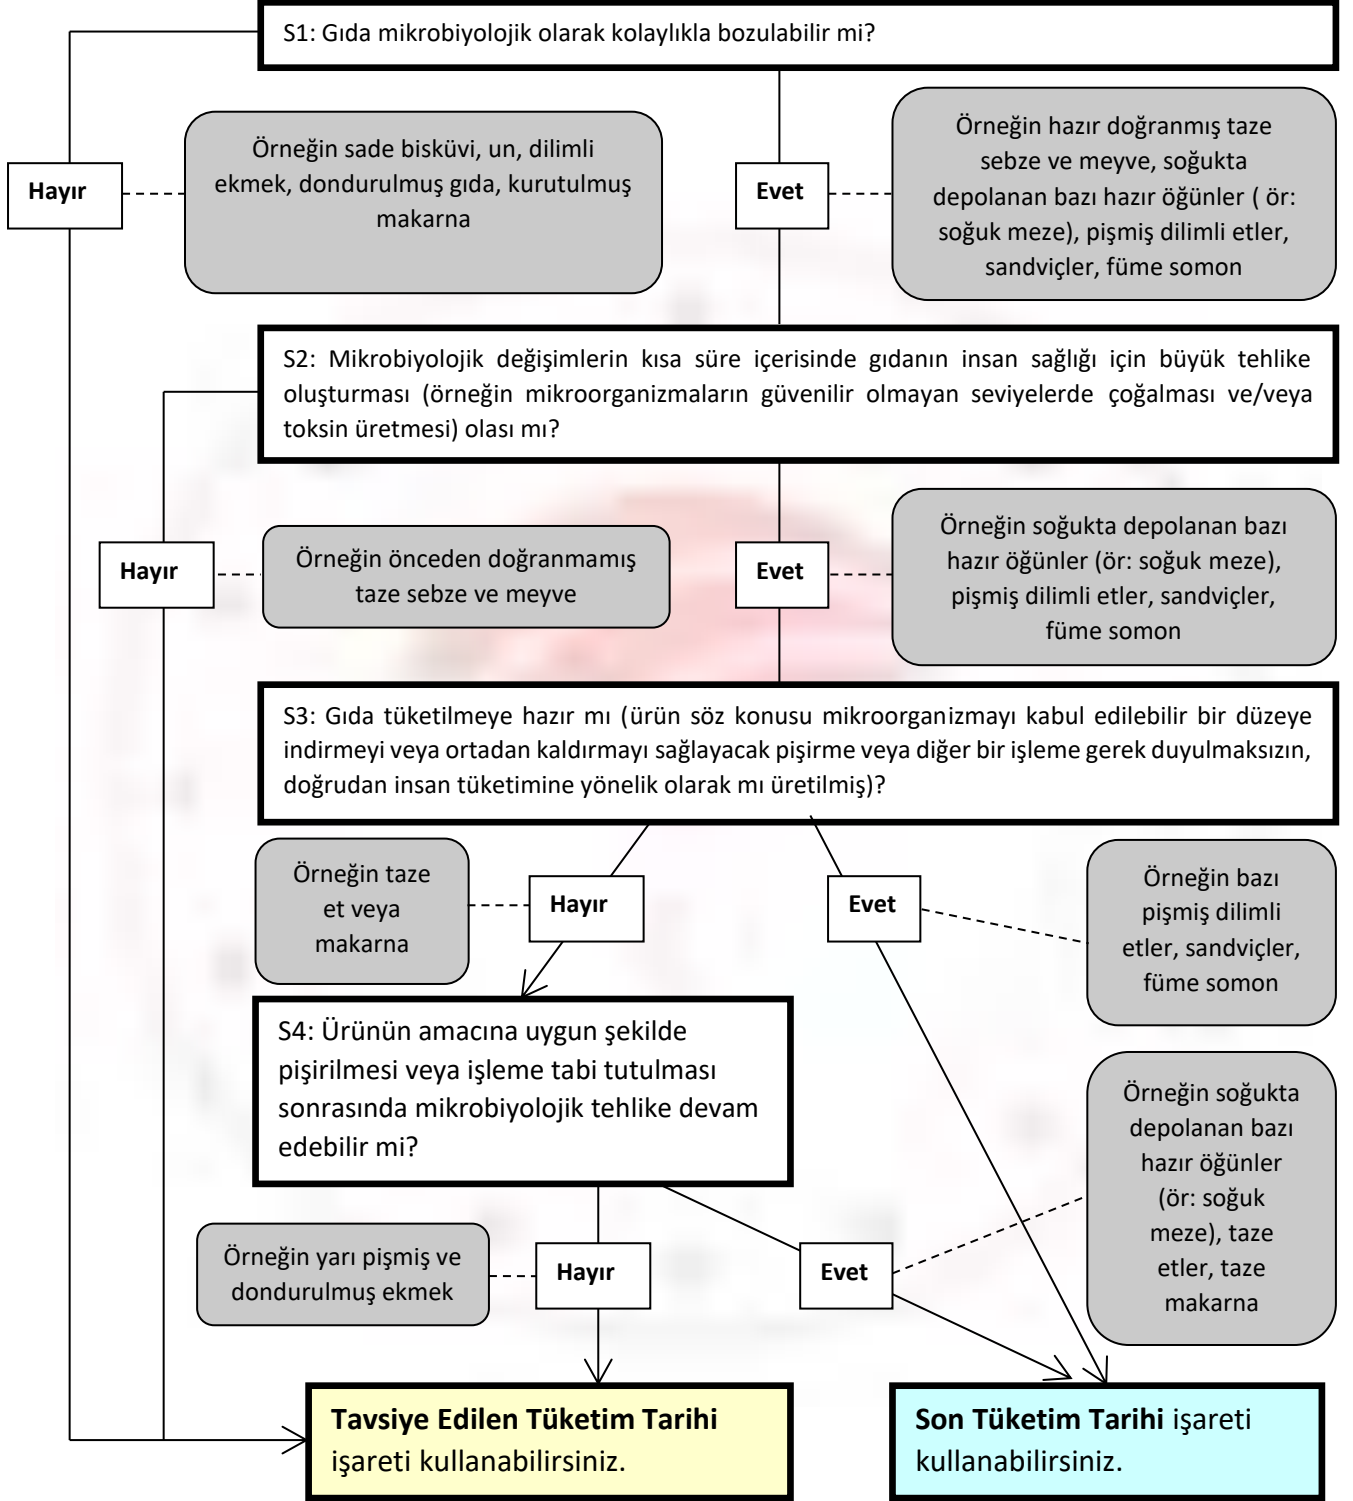 S1: Gıda mikrobiyolojik olarak kolaylıkla bozulabilir mi?
Hayır
Örneğin sade bisküvi, un, dilimli
ekmek, dondurulmuş gıda, kurutulmuş
makarna
Evet
Örneğin hazır doğranmış taze
sebze ve meyve, soğukta
depolanan bazı hazır öğünler ( ör:
soğuk meze), pişmiş dilimli etler,
sandviçler, füme somon
S2: Mikrobiyolojik değişimlerin kısa süre içerisinde gıdanın insan sağlığı için büyük tehlike
oluşturması (örneğin mikroorganizmaların güvenilir olmayan seviyelerde çoğalması ve/veya
toksin üretmesi) olası mı?
Hayır
Örneğin önceden doğranmamış
taze sebze ve meyve
Evet
Örneğin soğukta depolanan bazı
hazır öğünler (ör: soğuk meze),
pişmiş dilimli etler, sandviçler,
füme somon
S3: Gıda tüketilmeye hazır mı (ürün söz konusu mikroorganizmayı kabul edilebilir bir düzeye
indirmeyi veya ortadan kaldırmayı sağlayacak pişirme veya diğer bir işleme gerek duyulmaksızın,
doğrudan insan tüketimine yönelik olarak mı üretilmiş)?
Örneğin taze
et veya
makarna
Hayır
Evet
Örneğin bazı
pişmiş dilimli
etler, sandviçler,
füme somon
S4: Ürünün amacına uygun şekilde
pişirilmesi veya işleme tabi tutulması
sonrasında mikrobiyolojik tehlike devam
edebilir mi?
Örneğin soğukta
depolanan bazı
hazır öğünler
(ör: soğuk
meze), taze
etler, taze
makarna
Örneğin yarı pişmiş ve
dondurulmuş ekmek
Hayır
Evet
Tavsiye Edilen Tüketim Tarihi
işareti kullanabilirsiniz.
Son Tüketim Tarihi işareti
kullanabilirsiniz.